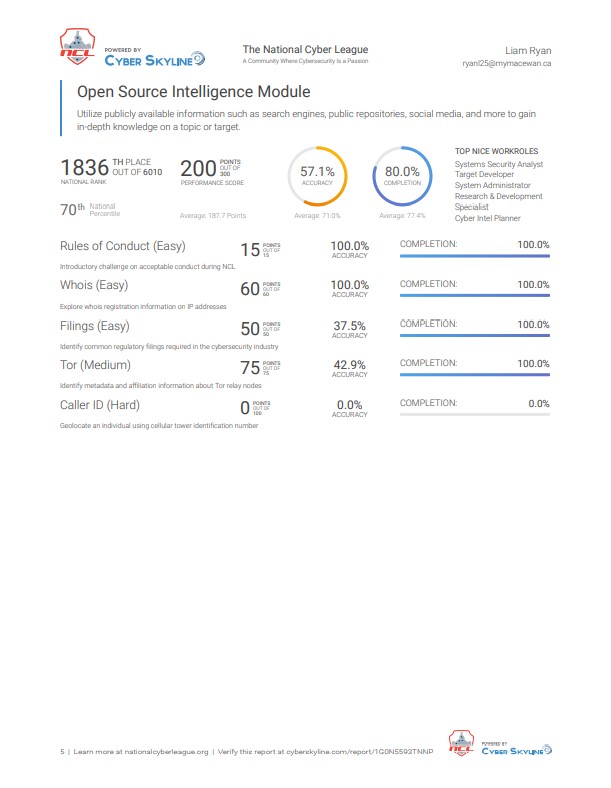 NCL
POWERED BY
CYBER SKYLINE
The National Cyber League
A Community Where Cybersecurity Is a Passion
Liam Ryan
ryanl25@mymacewan.ca
Open Source Intelligence Module
Utilize publicly available information such as search engines, public repositories, social media, and more to gain
in-depth knowledge on a topic or target.
1836 TH PLACE
OUT OF 6010
NATIONAL RANK
70th National
Percentile
200 POINTS
OUT OF
300
PERFORMANCE SCORE
Average: 187.7 Points
57.1%
ACCURACY
Average: 71.0%
80.0%
COMPLETION
Average: 77.4%
TOP NICE WORKROLES
Systems Security Analyst
Target Developer
System Administrator
Research & Development
Specialist
Cyber Intel Planner
Rules of Conduct (Easy)
15 POINTS
OUT OF
15
100.0%
ACCURACY
COMPLETION: 100.0%
Introductory challenge on acceptable conduct during NCL
Whois (Easy)
60 POINTS
OUT OF
60
100.0%
ACCURACY
COMPLETION: 100.0%
Explore whois registration information on IP addresses
Filings (Easy)
50 POINTS
OUT OF
50
37.5%
ACCURACY
COMPLETION: 100.0%
Identify common regulatory filings required in the cybersecurity industry
Tor (Medium)
75 POINTS
OUT OF
75
42.9%
ACCURACY
COMPLETION: 100.0%
Identify metadata and affiliation information about Tor relay nodes
Caller ID (Hard)
0 POINTS
OUT OF
100
0.0%
ACCURACY
COMPLETION: 0.0%
Geolocate an individual using cellular tower identification number
5 | Learn more at nationalcyberleague.org | Verify this report at cyberskyline.com/report/1G0N5593TNNP
NCL
POWERED BY
CYBER SKYLINE